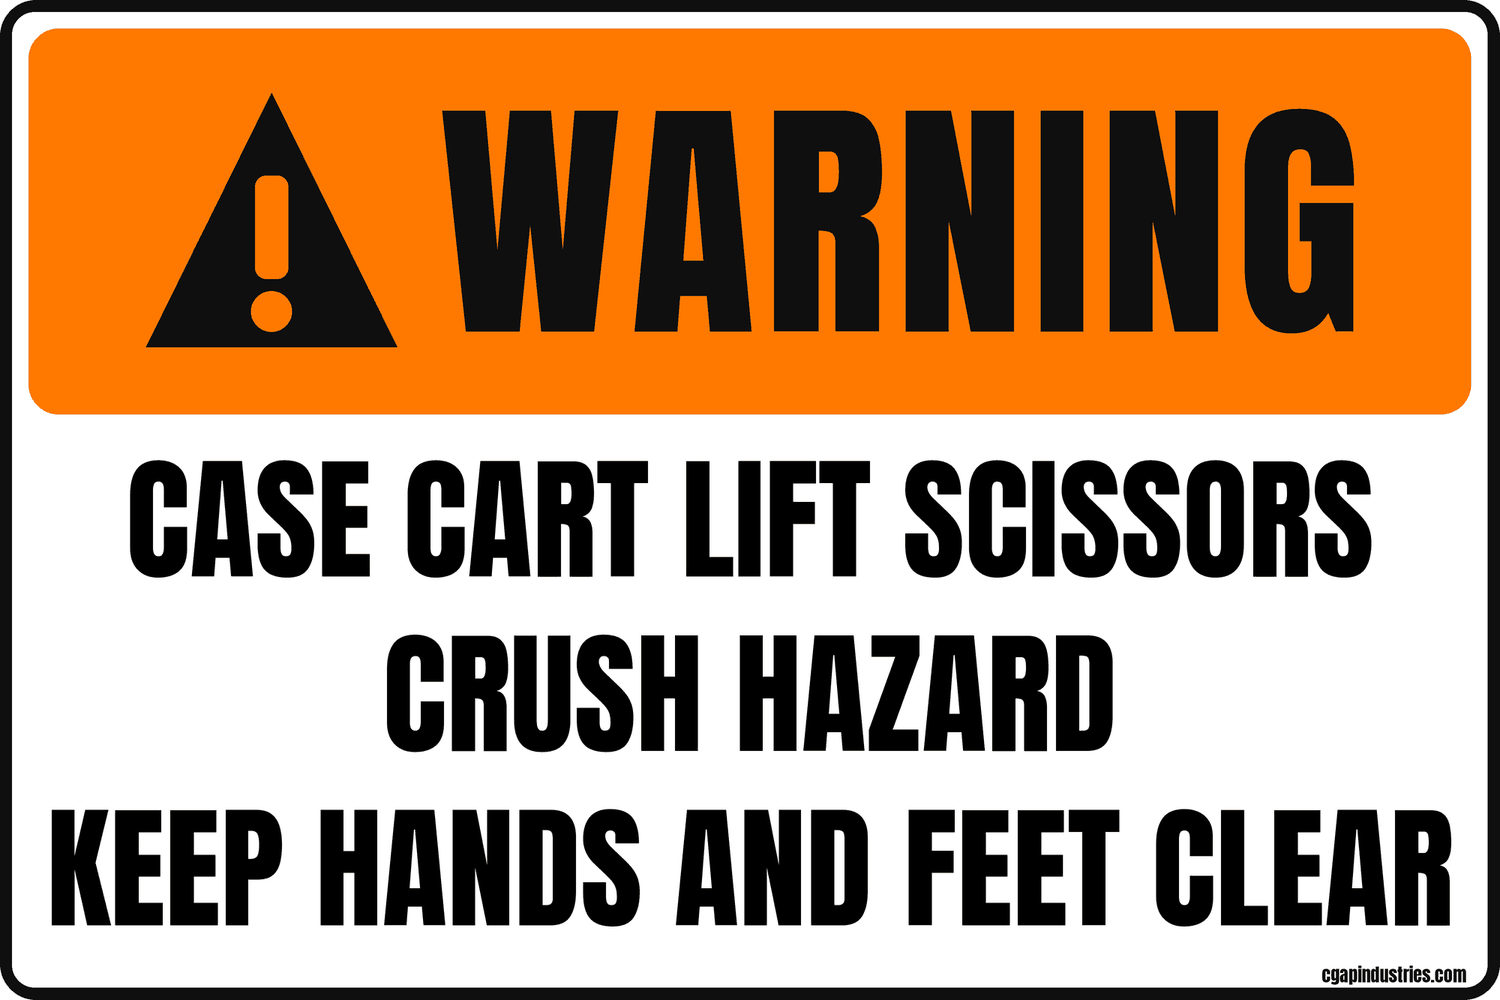 WARNING
CASE CART LIFT SCISSORS
CRUSH HAZARD
KEEP HANDS AND FEET CLEAR
cgapindustries.com